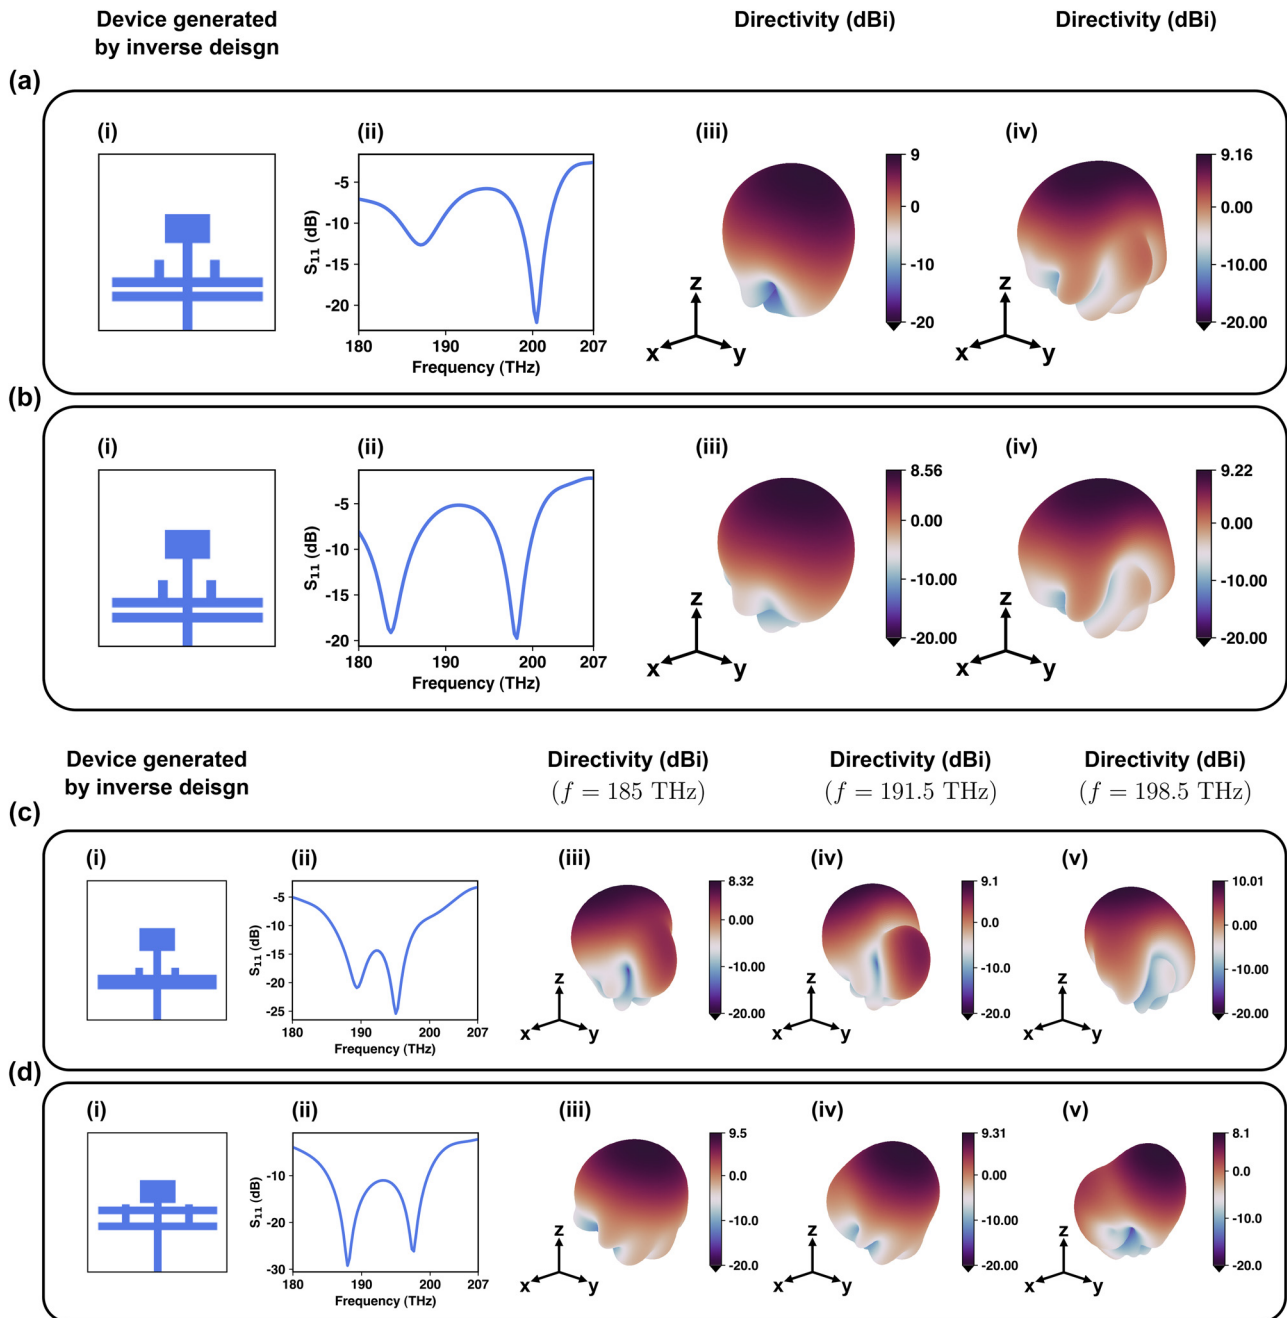 Device generated
by inverse deisgn
Directivity (dBi)
Directivity (dBi)
(a)
(i)
(ii)
S11 (dB)
-5
-10
-15
-20
180
190
200
207
Frequency (THz)
(iii)
9
0
-10
-20
z
x
y
(iv)
9.16
0.00
-10.00
-20.00
z
x
y
(b)
(i)
(ii)
S11 (dB)
-5
-10
-15
-20
180
190
200
207
Frequency (THz)
(iii)
8.56
0.00
-10.00
-20.00
z
x
y
(iv)
9.22
0.00
-10.00
-20.00
z
x
y
Device generated
by inverse deisgn
Directivity (dBi)
(f = 185 THz)
Directivity (dBi)
(f = 191.5 THz)
Directivity (dBi)
(f = 198.5 THz)
(c)
(i)
(ii)
S11 (dB)
-5
-10
-15
-20
-25
180
190
200
207
Frequency (THz)
(iii)
8.32
0.00
-10.00
-20.00
z
x
y
(iv)
9.1
0.0
-10.0
-20.0
z
x
y
(v)
10.01
0.00
-10.00
-20.00
z
x
y
(d)
(i)
(ii)
S11 (dB)
-10
-20
-30
180
190
200
207
Frequency (THz)
(iii)
9.5
0.0
-10.0
-20.0
z
x
y
(iv)
9.31
0.00
-10.00
-20.00
z
x
y
(v)
8.1
0.0
-10.0
-20.0
z
x
y